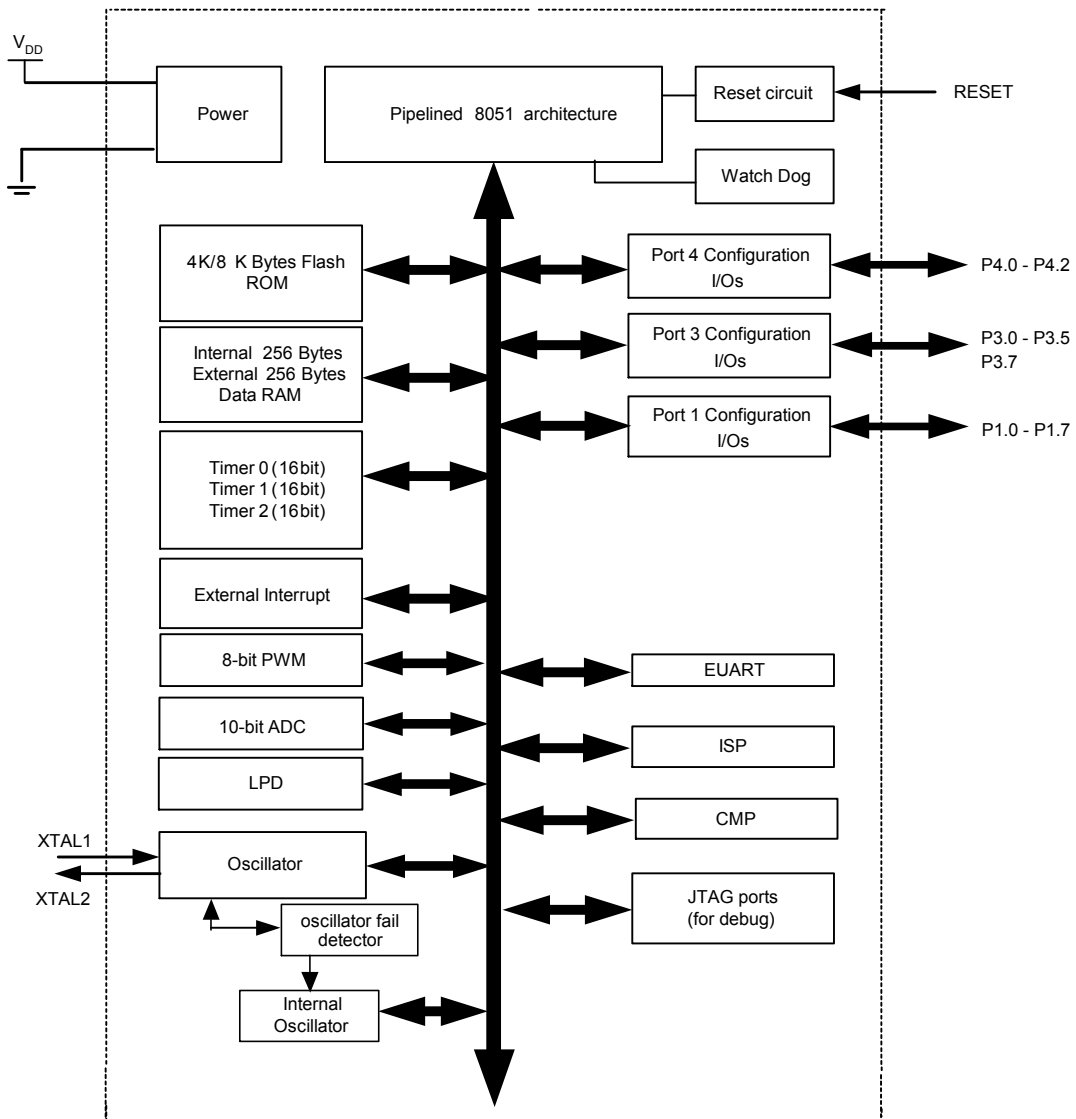 VDD
Power
Pipelined 8051 architecture
Reset circuit
RESET
Watch Dog
4K/8 K Bytes Flash
ROM
Port 4 Configuration
I/Os
P4.0 - P4.2
Internal 256 Bytes
External 256 Bytes
Data RAM
Port 3 Configuration
I/Os
P3.0 - P3.5
P3.7
Port 1 Configuration
I/Os
P1.0 - P1.7
Timer 0 (16bit)
Timer 1 (16bit)
Timer 2 (16bit)
External Interrupt
8-bit PWM
EUART
10-bit ADC
ISP
LPD
CMP
XTAL1
XTAL2
Oscillator
JTAG ports
(for debug)
oscillator fail
detector
Internal
Oscillator